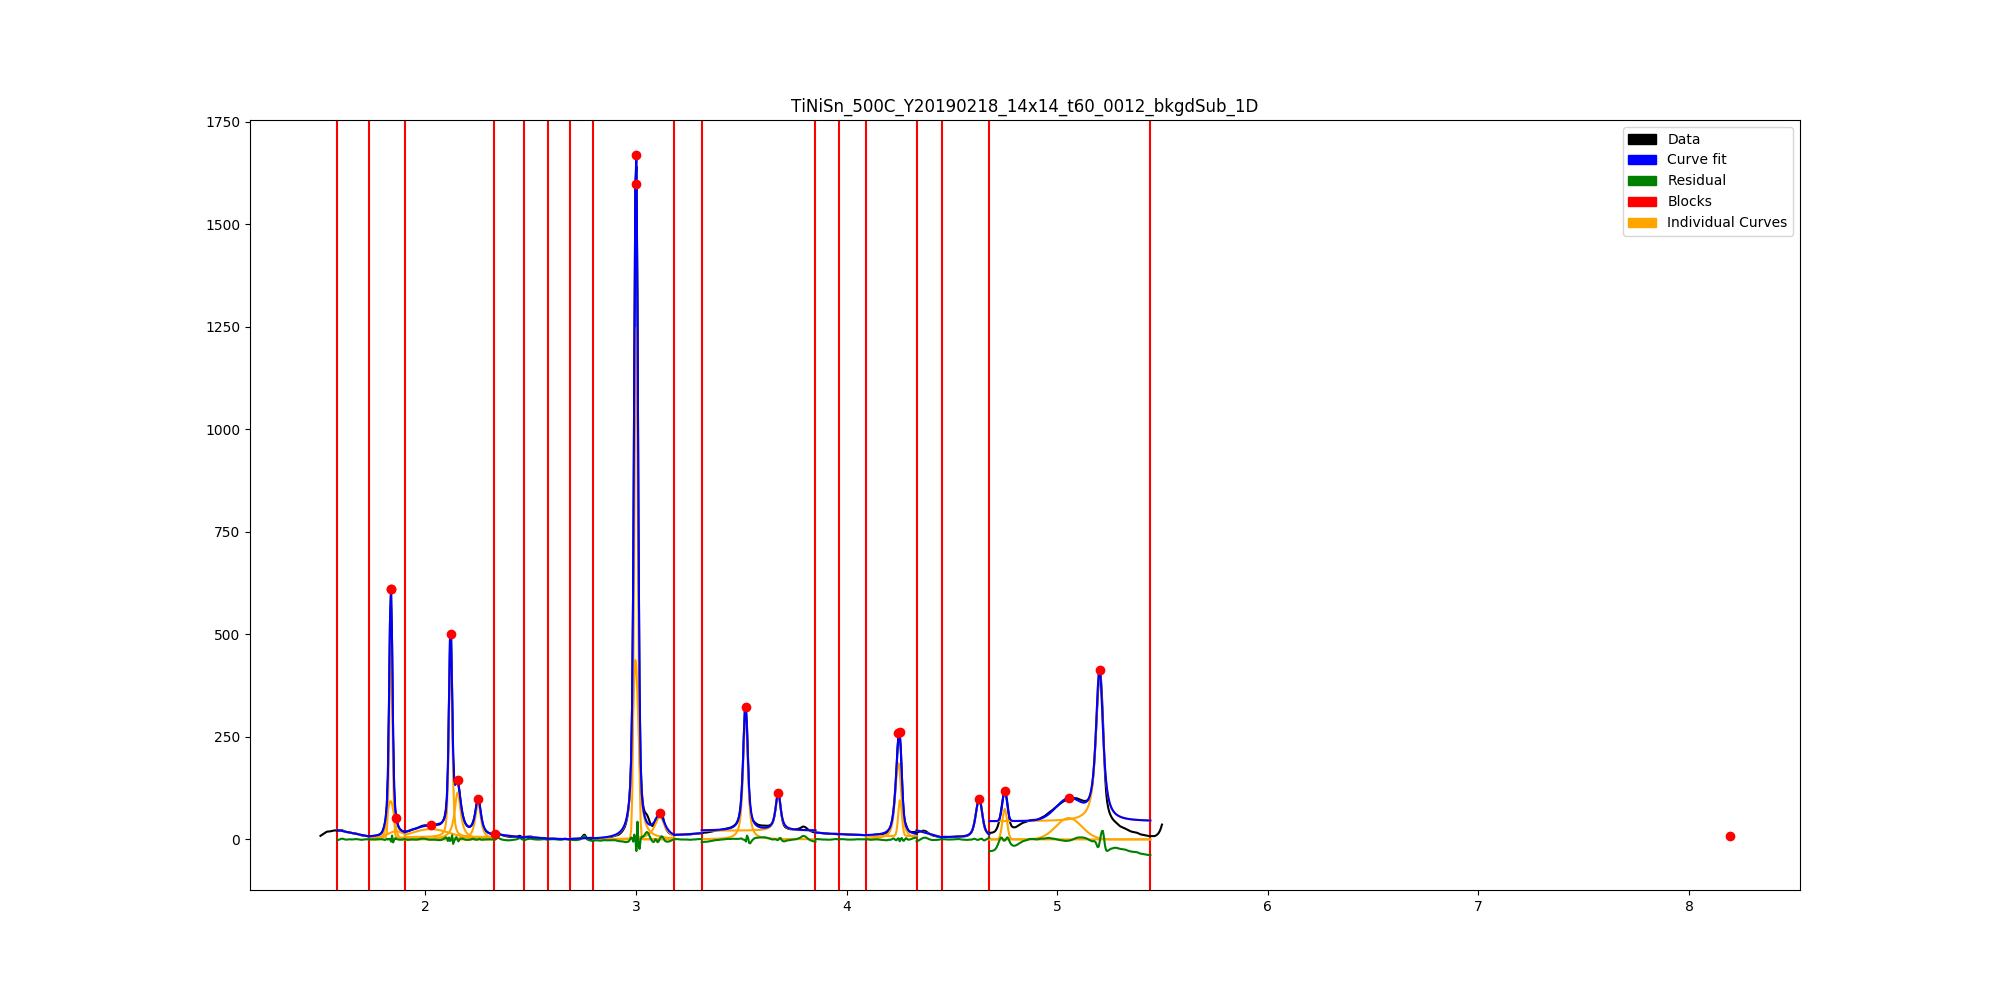 TiNiSn_500C_Y20190218_14x14_t60_0012_bkgdSub_1D
1750
1500
1250
1000
750
500
250
0
Data
Curve fit
Residual
Blocks
Individual Curves
2 3 4 5 6 7 8